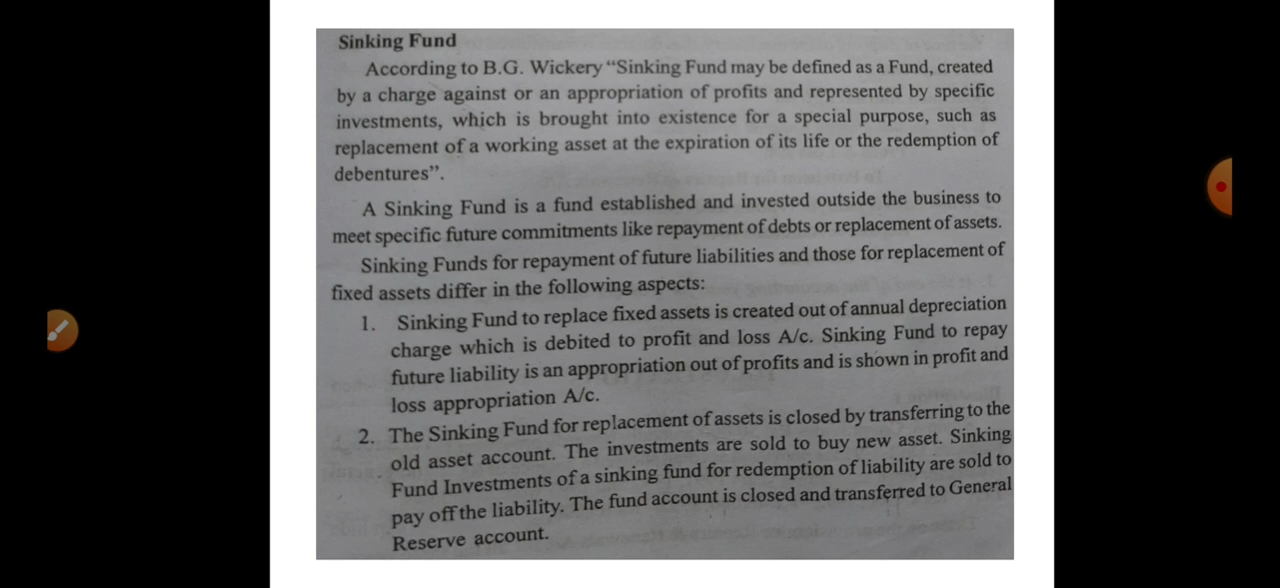 Sinking Fund
According to B.G. Wickery “Sinking Fund may be defined as a Fund, created
by a charge against or an appropriation of profits and represented by specific
investments, which is brought into existence for a special purpose, such as
replacement of a working asset at the expiration of its life or the redemption of
debentures”.
A Sinking Fund is a fund established and invested outside the business to
meet specific future commitments like repayment of debts or replacement of assets.
Sinking Funds for repayment of future liabilities and those for replacement of
fixed assets differ in the following aspects:
1. Sinking Fund to replace fixed assets is created out of annual depreciation
charge which is debited to profit and loss A/c. Sinking Fund to repay
future liability is an appropriation out of profits and is shown in profit and
loss appropriation A/c.
2. The Sinking Fund for replacement of assets is closed by transferring to the
old asset account. The investments are sold to buy new asset. Sinking
Fund Investments of a sinking fund for redemption of liability are sold to
pay off the liability. The fund account is closed and transferred to General
Reserve account.